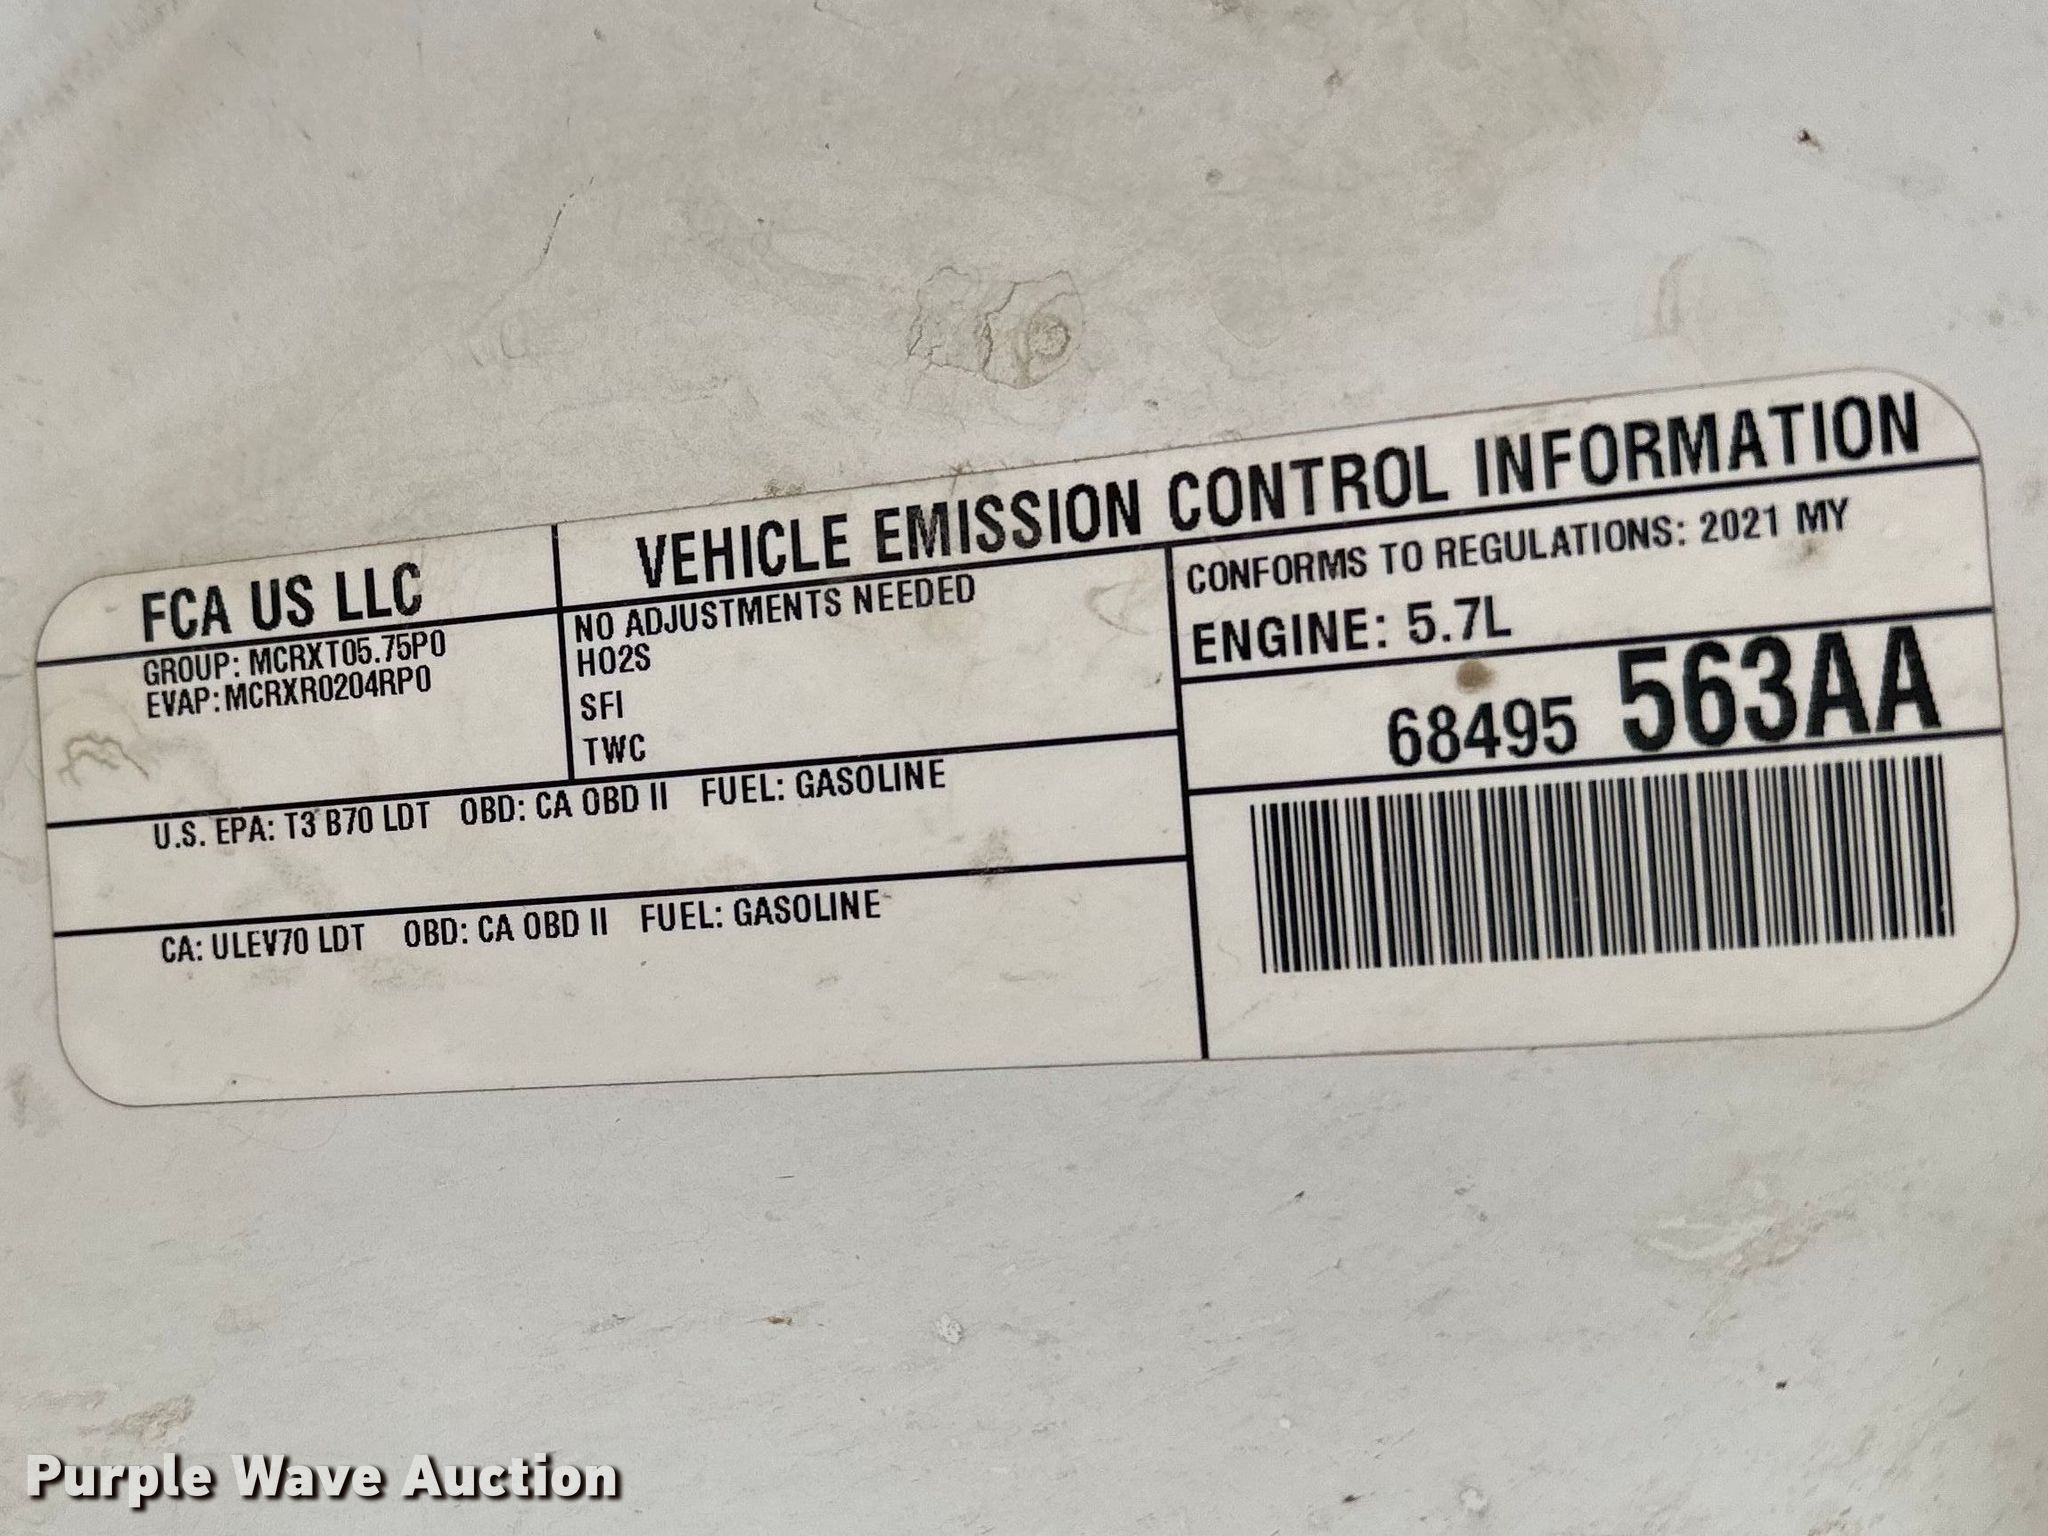 FCA US LLC
VEHICLE EMISSION CONTROL INFORMATION
GROUP: MCRXT05.75P0
EVAP: MCRXR0204RP0
NO ADJUSTMENTS NEEDED
HO2S
SFI
TWC
CONFORMS TO REGULATIONS: 2021 MY
ENGINE: 5.7L
68495 563AA
U.S. EPA: T3 B70 LDT OBD: CA OBD II FUEL: GASOLINE
CA: ULEV70 LDT OBD: CA OBD II FUEL: GASOLINE
Purple Wave Auction